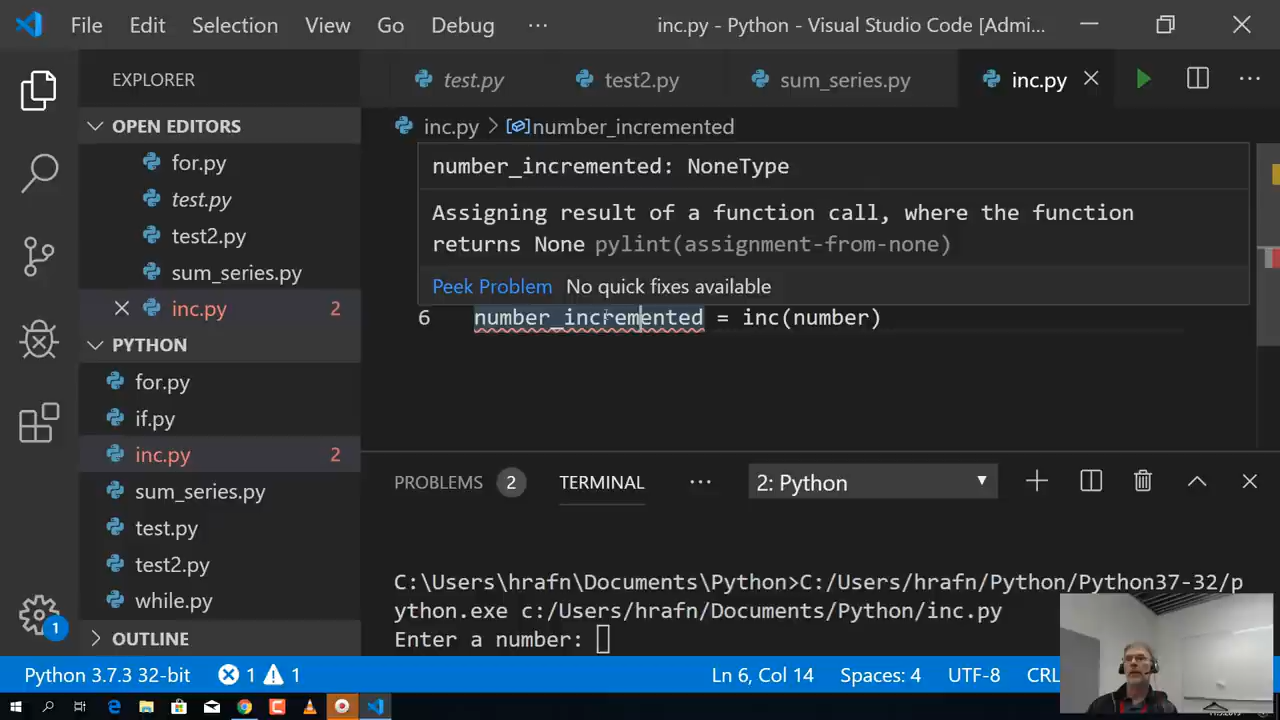 File Edit Selection View Go Debug ··· inc.py - Python - Visual Studio Code [Admi...
EXPLORER
test.py test2.py sum_series.py inc.py
OPEN EDITORS
for.py
test.py
test2.py
sum_series.py
inc.py 2
PYTHON
for.py
if.py
inc.py 2
sum_series.py
test.py
test2.py
while.py
OUTLINE
inc.py > number_incremented
number_incremented: NoneType
Assigning result of a function call, where the function
returns None pylint(assignment-from-none)
Peek Problem No quick fixes available
6 number_incremented = inc(number)
PROBLEMS 2 TERMINAL ··· 2: Python
C:\Users\hrafn\Documents\Python>C:/Users/hrafn/Python/Python37-32/p
ython.exe c:/Users/hrafn/Documents/Python/inc.py
Enter a number:
1
Python 3.7.3 32-bit 1 1 Ln 6, Col 14 Spaces: 4 UTF-8 CRL